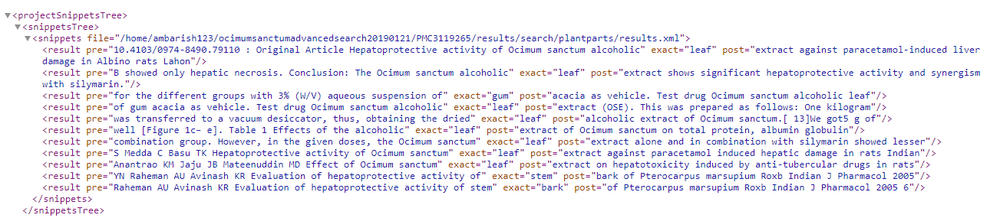 ▼<projectSnippetsTree>
▼<snippetsTree>
▼<snippets file="/home/ambarish123/ocimumsanctumadvancedsearch20190121/PMC3119265/results/search/plantparts/results.xml">
<result pre="10.4103/0974-8490.79110 : Original Article Hepatoprotective activity of Ocimum sanctum alcoholic" exact="leaf" post="extract against paracetamol-induced liver
damage in Albino rats Lahon"/>
<result pre="B showed only hepatic necrosis. Conclusion: The Ocimum sanctum alcoholic" exact="leaf" post="extract shows significant hepatoprotective activity and synergism
with silymarin."/>
<result pre="for the different groups with 3% (W/V) aqueous suspension of" exact="gum" post="acacia as vehicle. Test drug Ocimum sanctum alcoholic leaf"/>
<result pre="of gum acacia as vehicle. Test drug Ocimum sanctum alcoholic" exact="leaf" post="extract (OSE). This was prepared as follows: One kilogram"/>
<result pre="was transferred to a vacuum desiccator, thus, obtaining the dried" exact="leaf" post="alcoholic extract of Ocimum sanctum.[ 13]We got5 g of"/>
<result pre="well [Figure 1c– e]. Table 1 Effects of the alcoholic" exact="leaf" post="extract of Ocimum sanctum on total protein, albumin globulin"/>
<result pre="combination group. However, in the given doses, the Ocimum sanctum" exact="leaf" post="extract alone and in combination with silymarin showed lesser"/>
<result pre="S Medda C Basu TK Hepatoprotective activity of Ocimum sanctum" exact="leaf" post="extract against paracetamol induced hepatic damage in rats Indian"/>
<result pre="Anantrao KM Jaju JB Mateenuddin MD Effect of Ocimum sanctum" exact="leaf" post="extract on hepatotoxicity induced by anti-tubercular drugs in rats"/>
<result pre="YN Raheman AU Avinash KR Evaluation of hepatoprotective activity of" exact="stem" post="bark of Pterocarpus marsupium Roxb Indian J Pharmacol 2005"/>
<result pre="Raheman AU Avinash KR Evaluation of hepatoprotective activity of stem" exact="bark" post="of Pterocarpus marsupium Roxb Indian J Pharmacol 2005 6"/>
</snippets>
</snippetsTree>